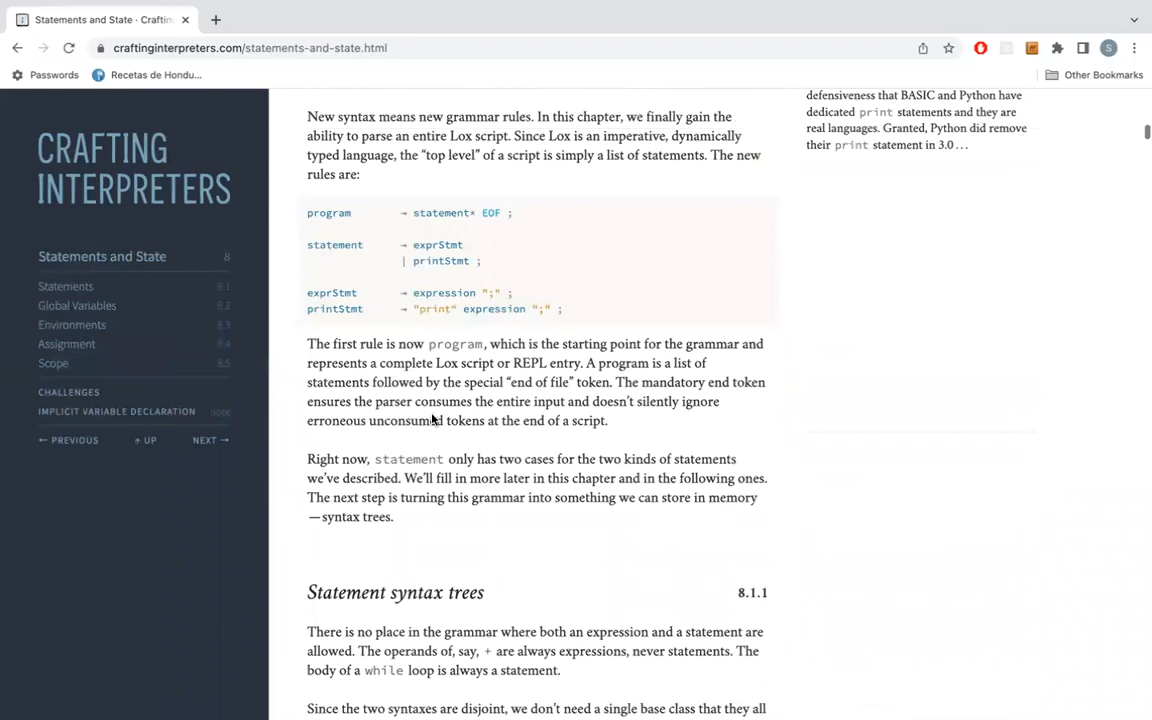 Statements and State · Craftin
craftinginterpreters.com/statements-and-state.html
S
Passwords
Recetas de Hondu...
Other Bookmarks
CRAFTING
INTERPRETERS
Statements and State 8
Statements 8.1
Global Variables 8.2
Environments 8.3
Assignment 8.4
Scope 8.5
CHALLENGES
IMPLICIT VARIABLE DECLARATION NOTE
← PREVIOUS ↑ UP NEXT →
New syntax means new grammar rules. In this chapter, we finally gain the
ability to parse an entire Lox script. Since Lox is an imperative, dynamically
typed language, the “top level” of a script is simply a list of statements. The new
rules are:
program → statement* EOF ;
statement → exprStmt
| printStmt ;
exprStmt → expression ";" ;
printStmt → "print" expression ";" ;
The first rule is now program, which is the starting point for the grammar and
represents a complete Lox script or REPL entry. A program is a list of
statements followed by the special “end of file” token. The mandatory end token
ensures the parser consumes the entire input and doesn’t silently ignore
erroneous unconsumed tokens at the end of a script.
Right now, statement only has two cases for the two kinds of statements
we’ve described. We’ll fill in more later in this chapter and in the following ones.
The next step is turning this grammar into something we can store in memory
—syntax trees.
Statement syntax trees 8.1.1
There is no place in the grammar where both an expression and a statement are
allowed. The operands of, say, + are always expressions, never statements. The
body of a while loop is always a statement.
Since the two syntaxes are disjoint, we don’t need a single base class that they all
defensiveness that BASIC and Python have
dedicated print statements and they are
real languages. Granted, Python did remove
their print statement in 3.0 …